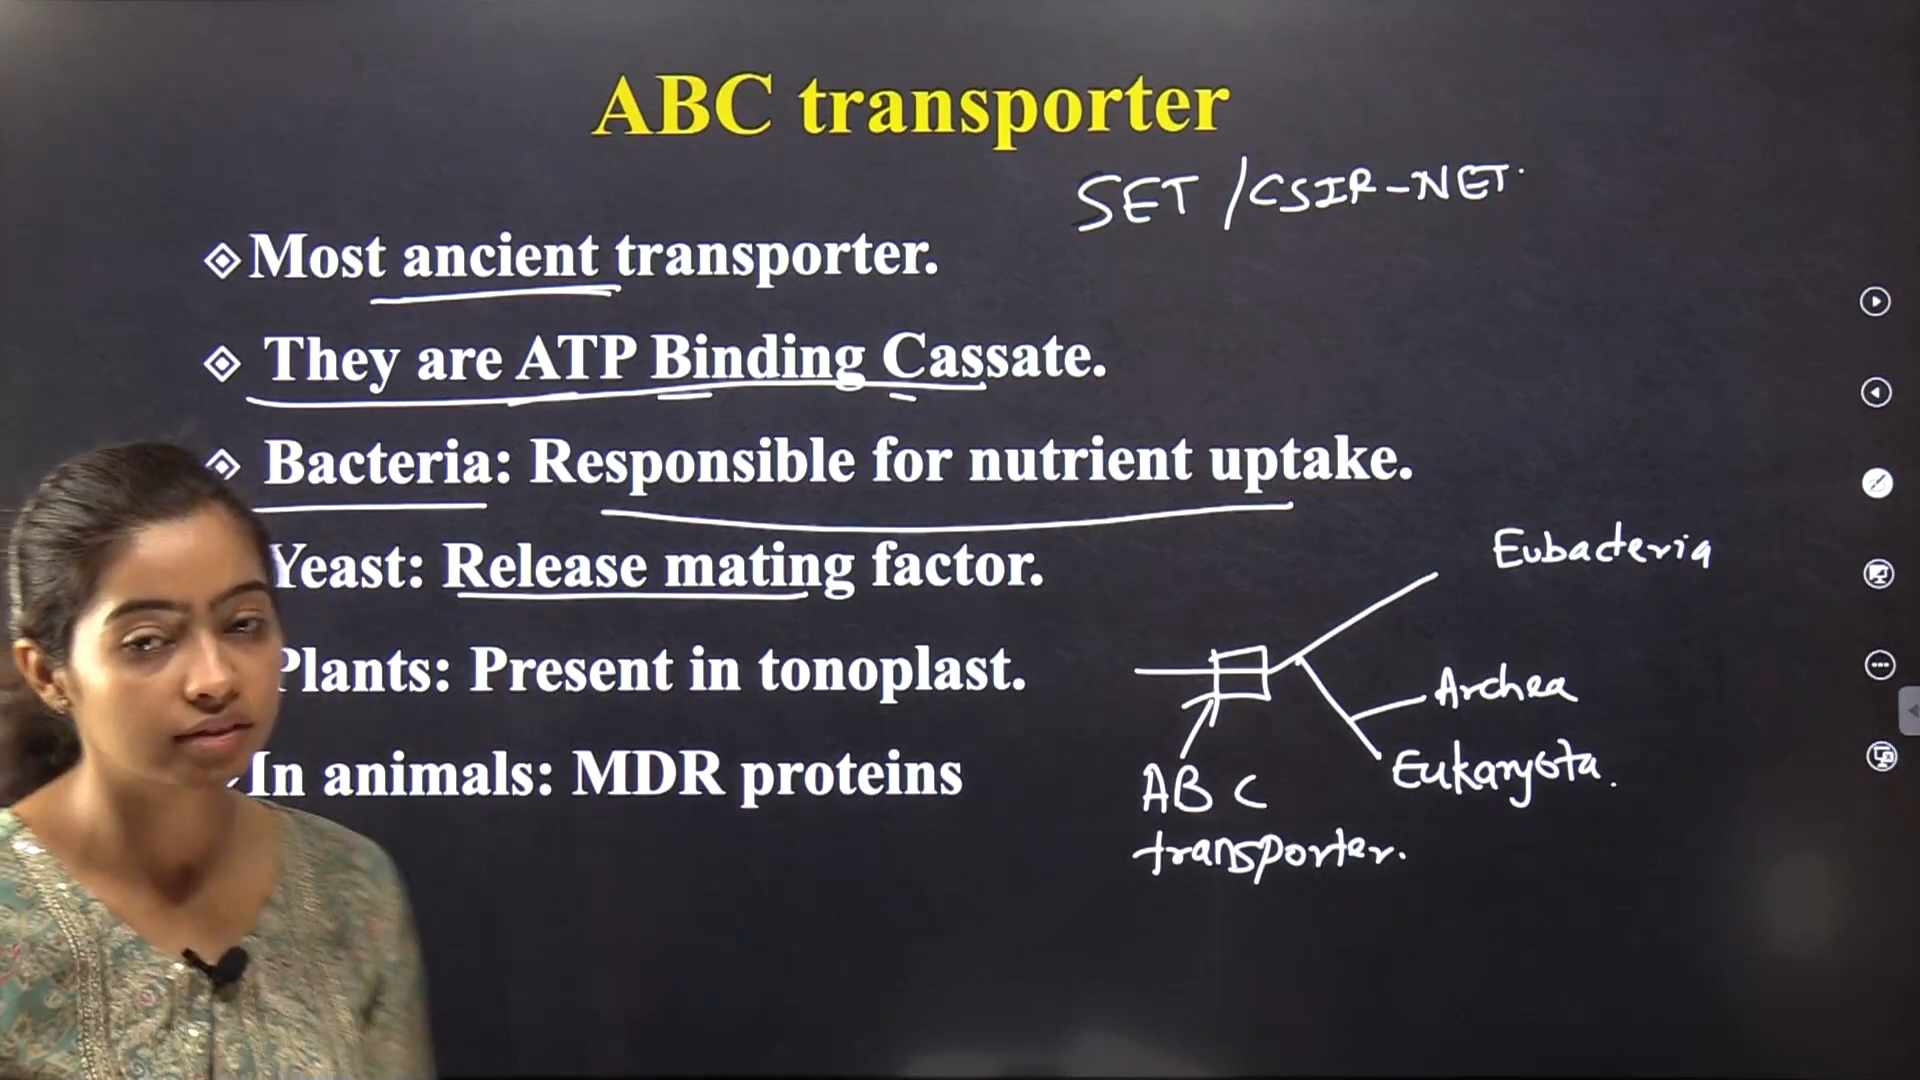 ABC transporter
SET / CSIR-NET.
Most ancient transporter.
They are ATP Binding Cassate.
Bacteria: Responsible for nutrient uptake.
Yeast: Release mating factor.
Plants: Present in tonoplast.
In animals: MDR proteins
Eubacteria
Archea
Eukaryota.
ABC
transporter.